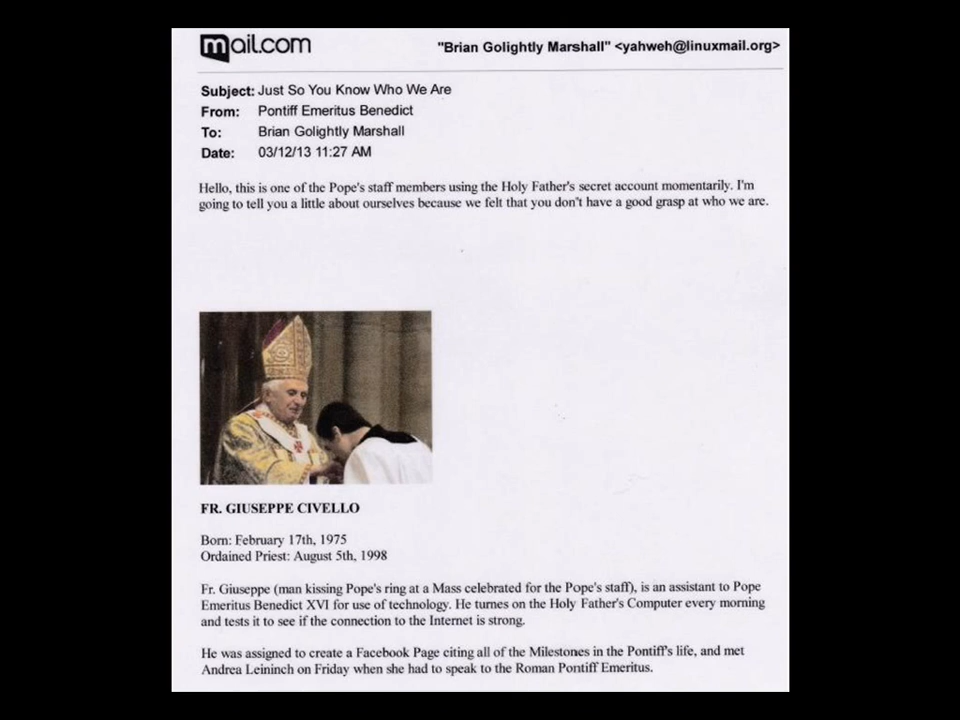 mail.com
"Brian Golightly Marshall" <yahweh@linuxmail.org>
Subject: Just So You Know Who We Are
From: Pontiff Emeritus Benedict
To: Brian Golightly Marshall
Date: 03/12/13 11:27 AM
Hello, this is one of the Pope's staff members using the Holy Father's secret account momentarily. I'm
going to tell you a little about ourselves because we felt that you don't have a good grasp at who we are.
FR. GIUSEPPE CIVELLO
Born: February 17th, 1975
Ordained Priest: August 5th, 1998
Fr. Giuseppe (man kissing Pope's ring at a Mass celebrated for the Pope's staff), is an assistant to Pope
Emeritus Benedict XVI for use of technology. He turnes on the Holy Father's Computer every morning
and tests it to see if the connection to the Internet is strong.
He was assigned to create a Facebook Page citing all of the Milestones in the Pontiff's life, and met
Andrea Leininch on Friday when she had to speak to the Roman Pontiff Emeritus.